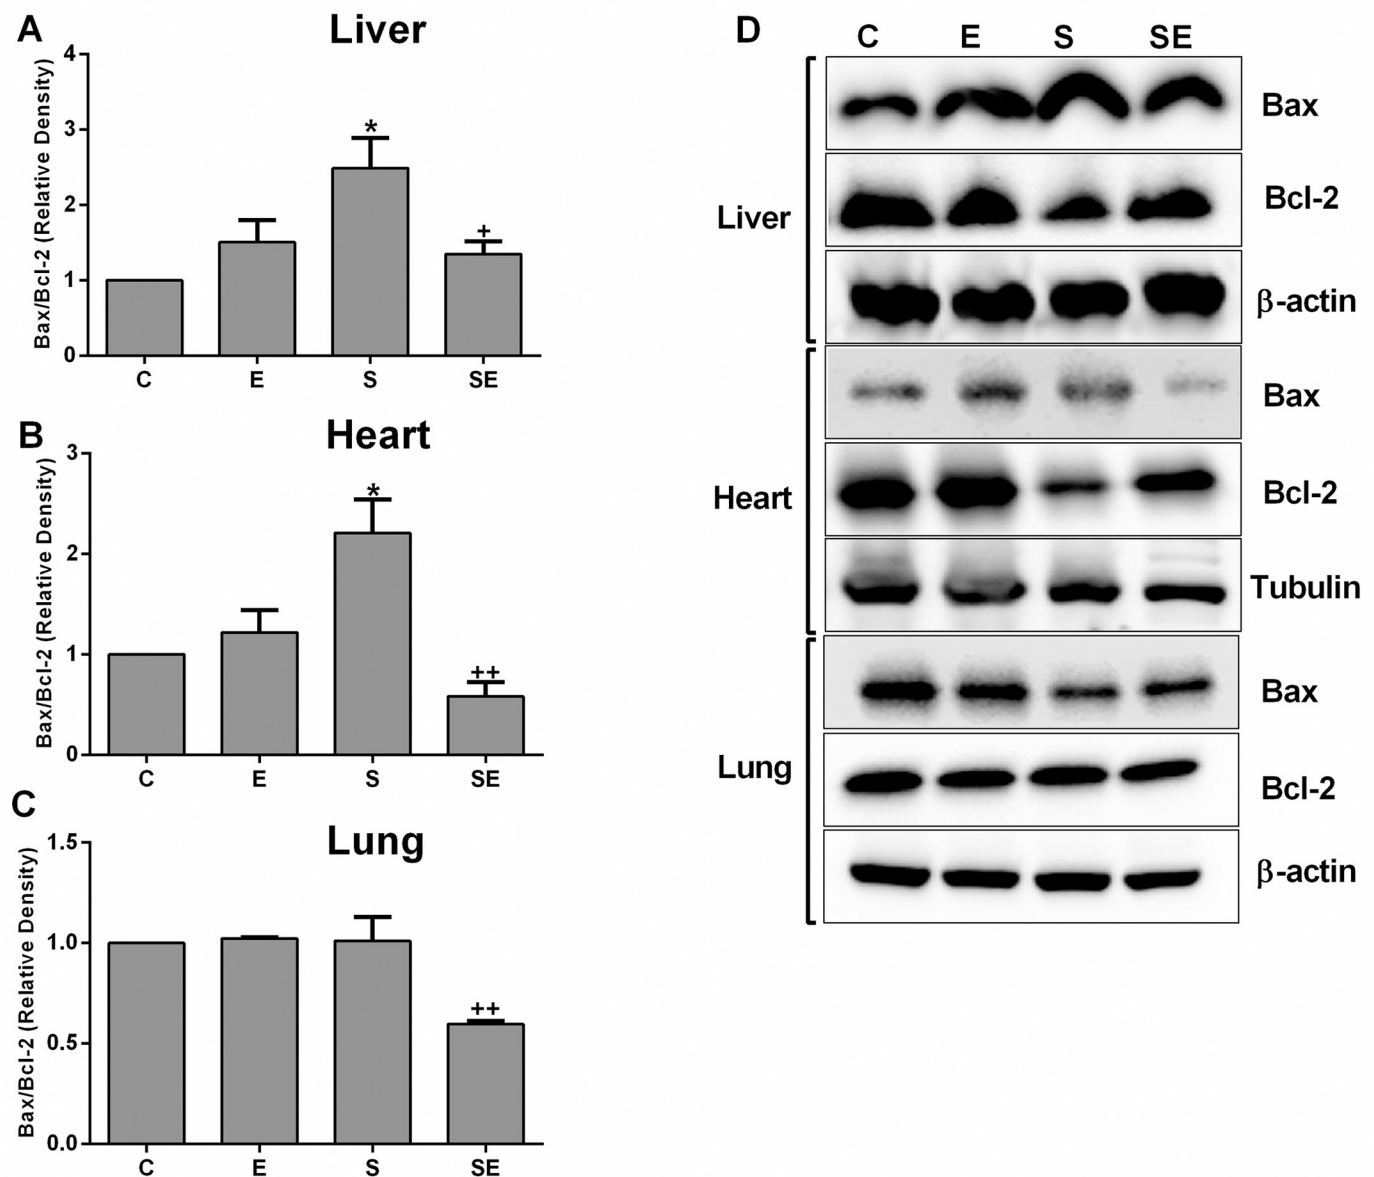 A
Liver
Bax/Bcl-2 (Relative Density)
4
3
2
1
0
*
+
C E S SE
B
Heart
Bax/Bcl-2 (Relative Density)
3
2
1
0
*
++
C E S SE
C
Lung
Bax/Bcl-2 (Relative Density)
1.5
1.0
0.5
0.0
++
C E S SE
D
C E S SE
Liver
Bax
Bcl-2
β-actin
Heart
Bax
Bcl-2
Tubulin
Lung
Bax
Bcl-2
β-actin